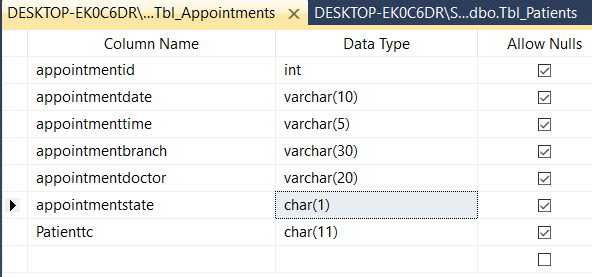 DESKTOP-EK0C6DR\...Tbl_Appointments DESKTOP-EK0C6DR\S...dbo.Tbl_Patients
Column Name Data Type Allow Nulls
appointmentid int
appointmentdate varchar(10)
appointmenttime varchar(5)
appointmentbranch varchar(30)
appointmentdoctor varchar(20)
appointmentstate char(1)
Patienttc char(11)